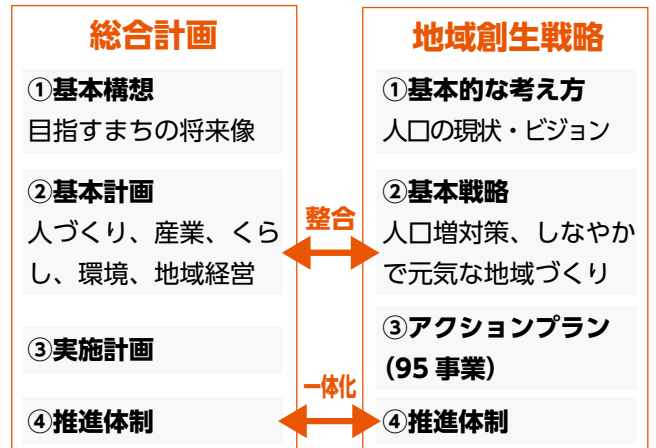 総合計画
①基本構想
目指すまちの将来像
②基本計画
人づくり、産業、くら
し、環境、地域経営
③実施計画
④推進体制
整合
一体化
地域創生戦略
①基本的な考え方
人口の現状・ビジョン
②基本戦略
人口増対策、しなやか
で元気な地域づくり
③アクションプラン
(95 事業)
④推進体制